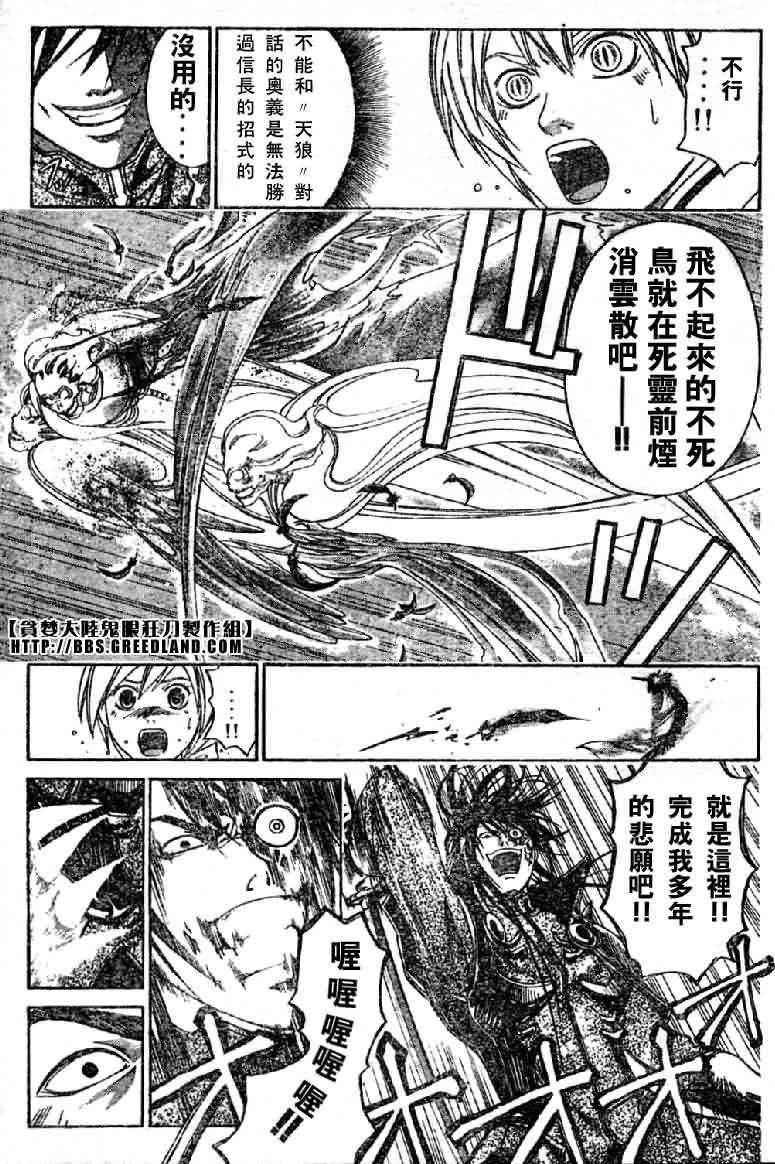 不行
‥‥!!
不能和〃天狼〃對
話的奧義是無法勝
過信長的招式的
沒用的‥‥
飛不起來的不死
鳥就在死靈前煙
消雲散吧——!!
ドドド
【貪婪大陸鬼眼狂刀製作組】
HTTP://BBS.GREEDLAND.COM
‥‥!!
就是這裡!!
完成我多年
的悲願吧!!
喔喔喔喔喔!!